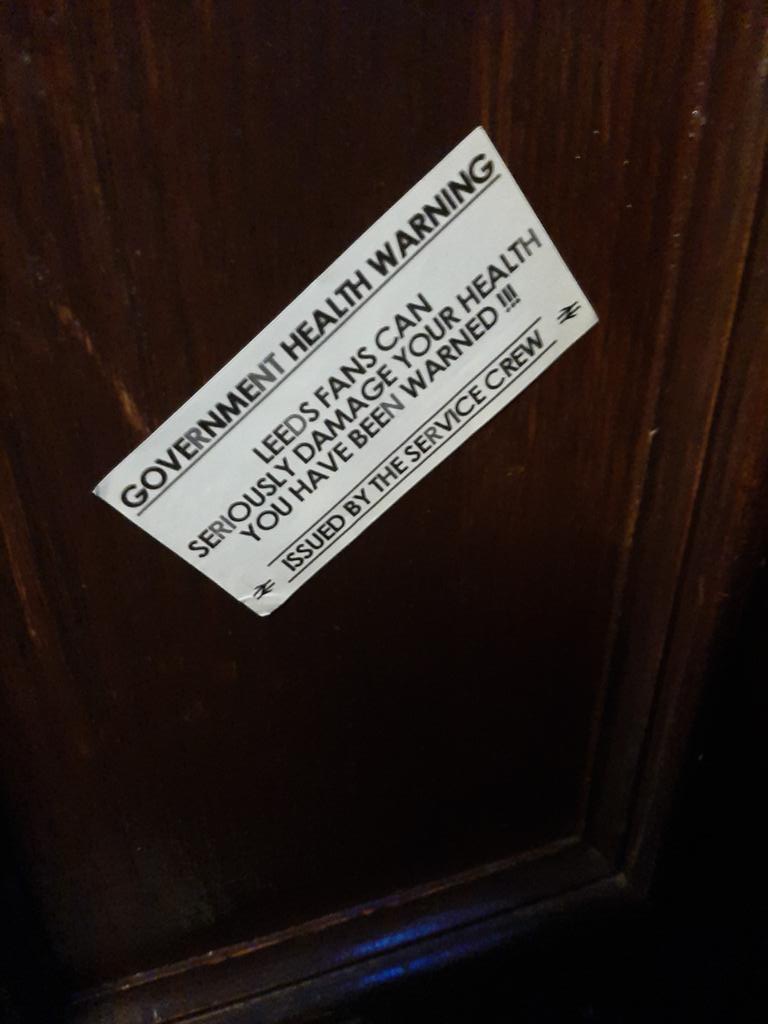 GOVERNMENT HEALTH WARNING
LEEDS FANS CAN
SERIOUSLY DAMAGE YOUR HEALTH
YOU HAVE BEEN WARNED !!!
ISSUED BY THE SERVICE CREW